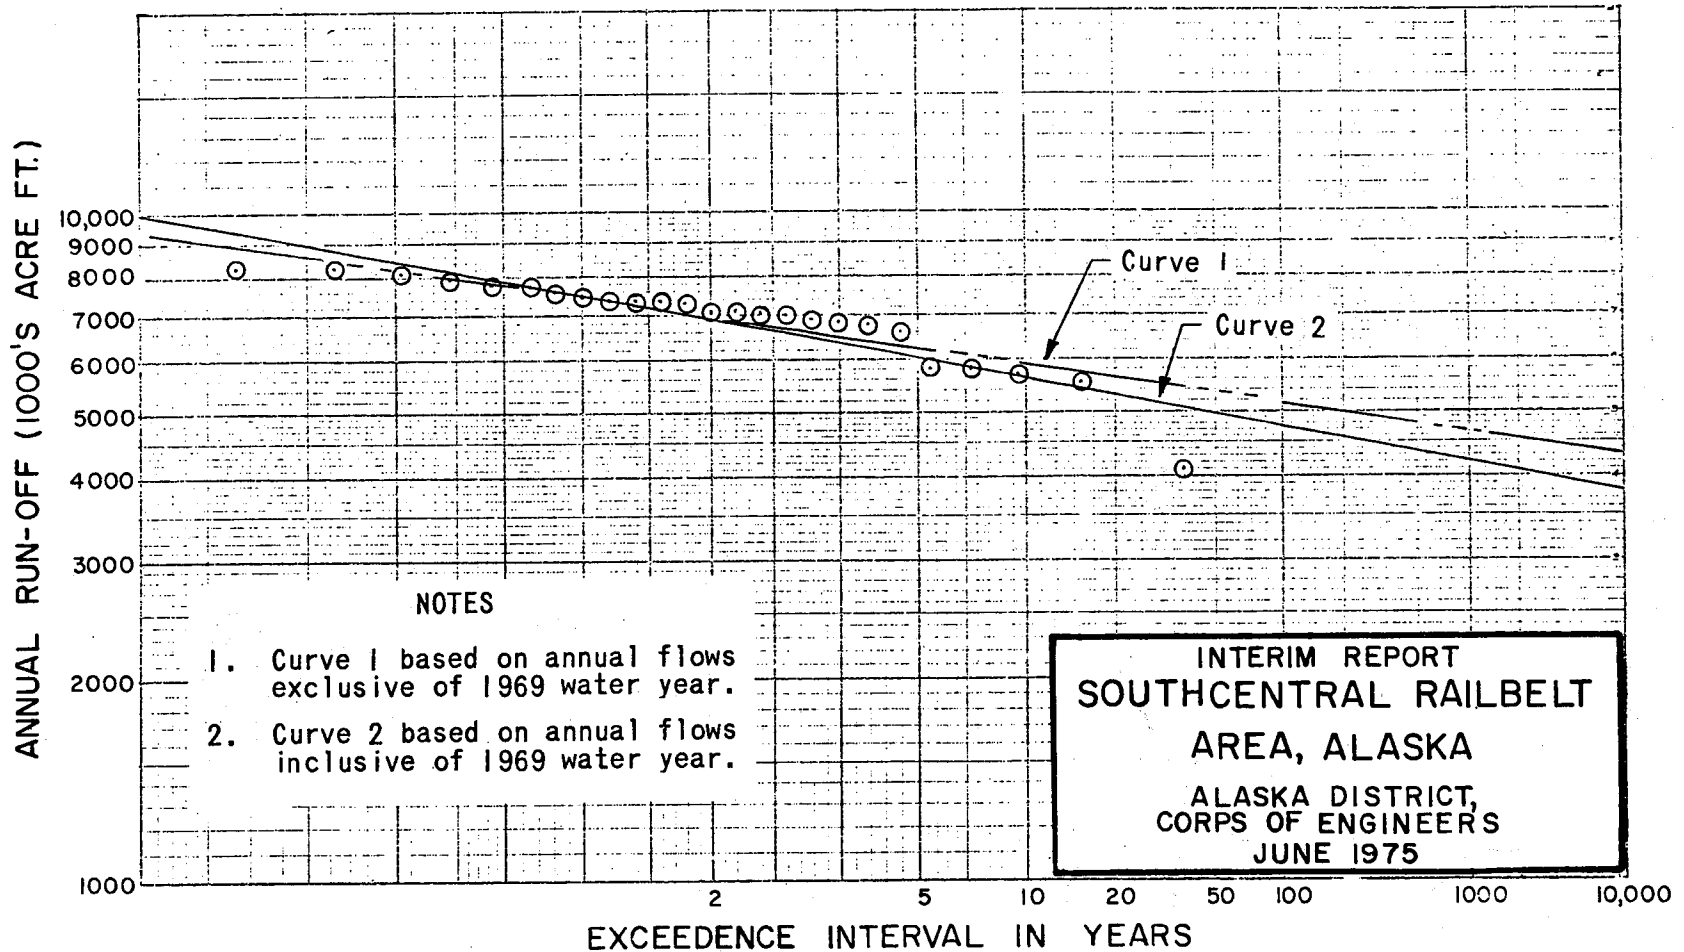 ANNUAL RUN-OFF (1000'S ACRE FT.)
10,000
9000
8000
7000
6000
5000
4000
3000
2000
1000
Curve 1
Curve 2
NOTES
1. Curve 1 based on annual flows
exclusive of 1969 water year.
2. Curve 2 based on annual flows
inclusive of 1969 water year.
INTERIM REPORT
SOUTHCENTRAL RAILBELT
AREA, ALASKA
ALASKA DISTRICT,
CORPS OF ENGINEERS
JUNE 1975
2 5 10 20 50 100 1000 10,000
EXCEEDENCE INTERVAL IN YEARS